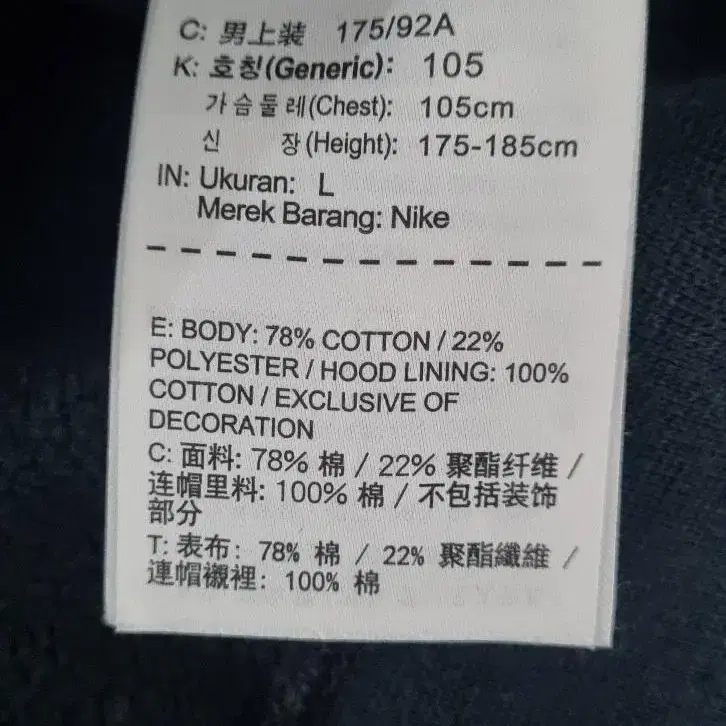 C: 男上装 175/92A
K: 호칭(Generic): 105
가슴둘레(Chest): 105cm
신 장(Height): 175-185cm
IN: Ukuran: L
Merek Barang: Nike
E: BODY: 78% COTTON / 22%
POLYESTER / HOOD LINING: 100%
COTTON / EXCLUSIVE OF
DECORATION
C: 面料: 78% 棉 / 22% 聚酯纤维 /
连帽里料: 100% 棉 / 不包括装饰
部分
T: 表布: 78% 棉 / 22% 聚酯纖維 /
連帽襯裡: 100% 棉